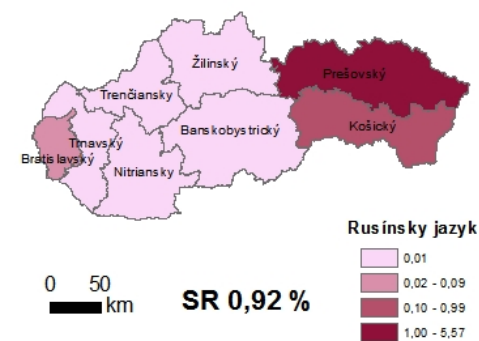 Žilinský
Prešovský
Trenčiansky
Košický
Banskobystrický
Trnavský
Bratislavský
Nitriansky
Rusínsky jazyk
0,01
0,02 - 0,09
0,10 - 0,99
1,00 - 5,57
0 50
km
SR 0,92 %